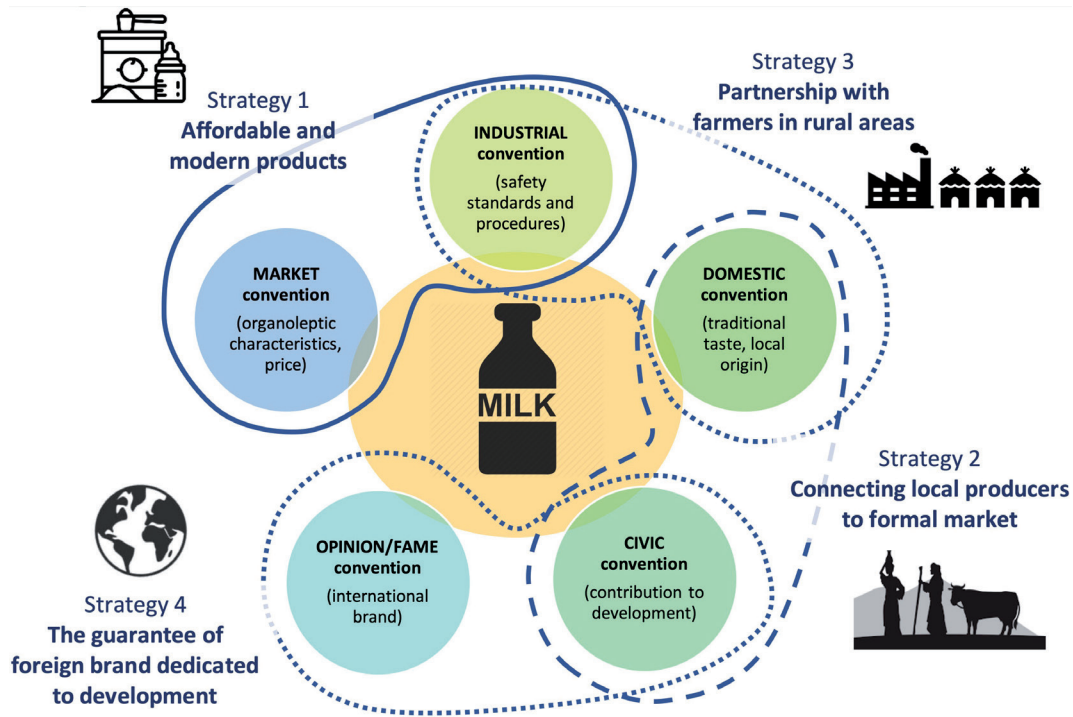 Strategy 1
Affordable and
modern products
Strategy 3
Partnership with
farmers in rural areas
INDUSTRIAL
convention
(safety
standards and
procedures)
MARKET
convention
(organoleptic
characteristics,
price)
DOMESTIC
convention
(traditional
taste, local
origin)
MILK
Strategy 2
Connecting local producers
to formal market
OPINION/FAME
convention
(international
brand)
CIVIC
convention
(contribution to
development)
Strategy 4
The guarantee of
foreign brand dedicated
to development